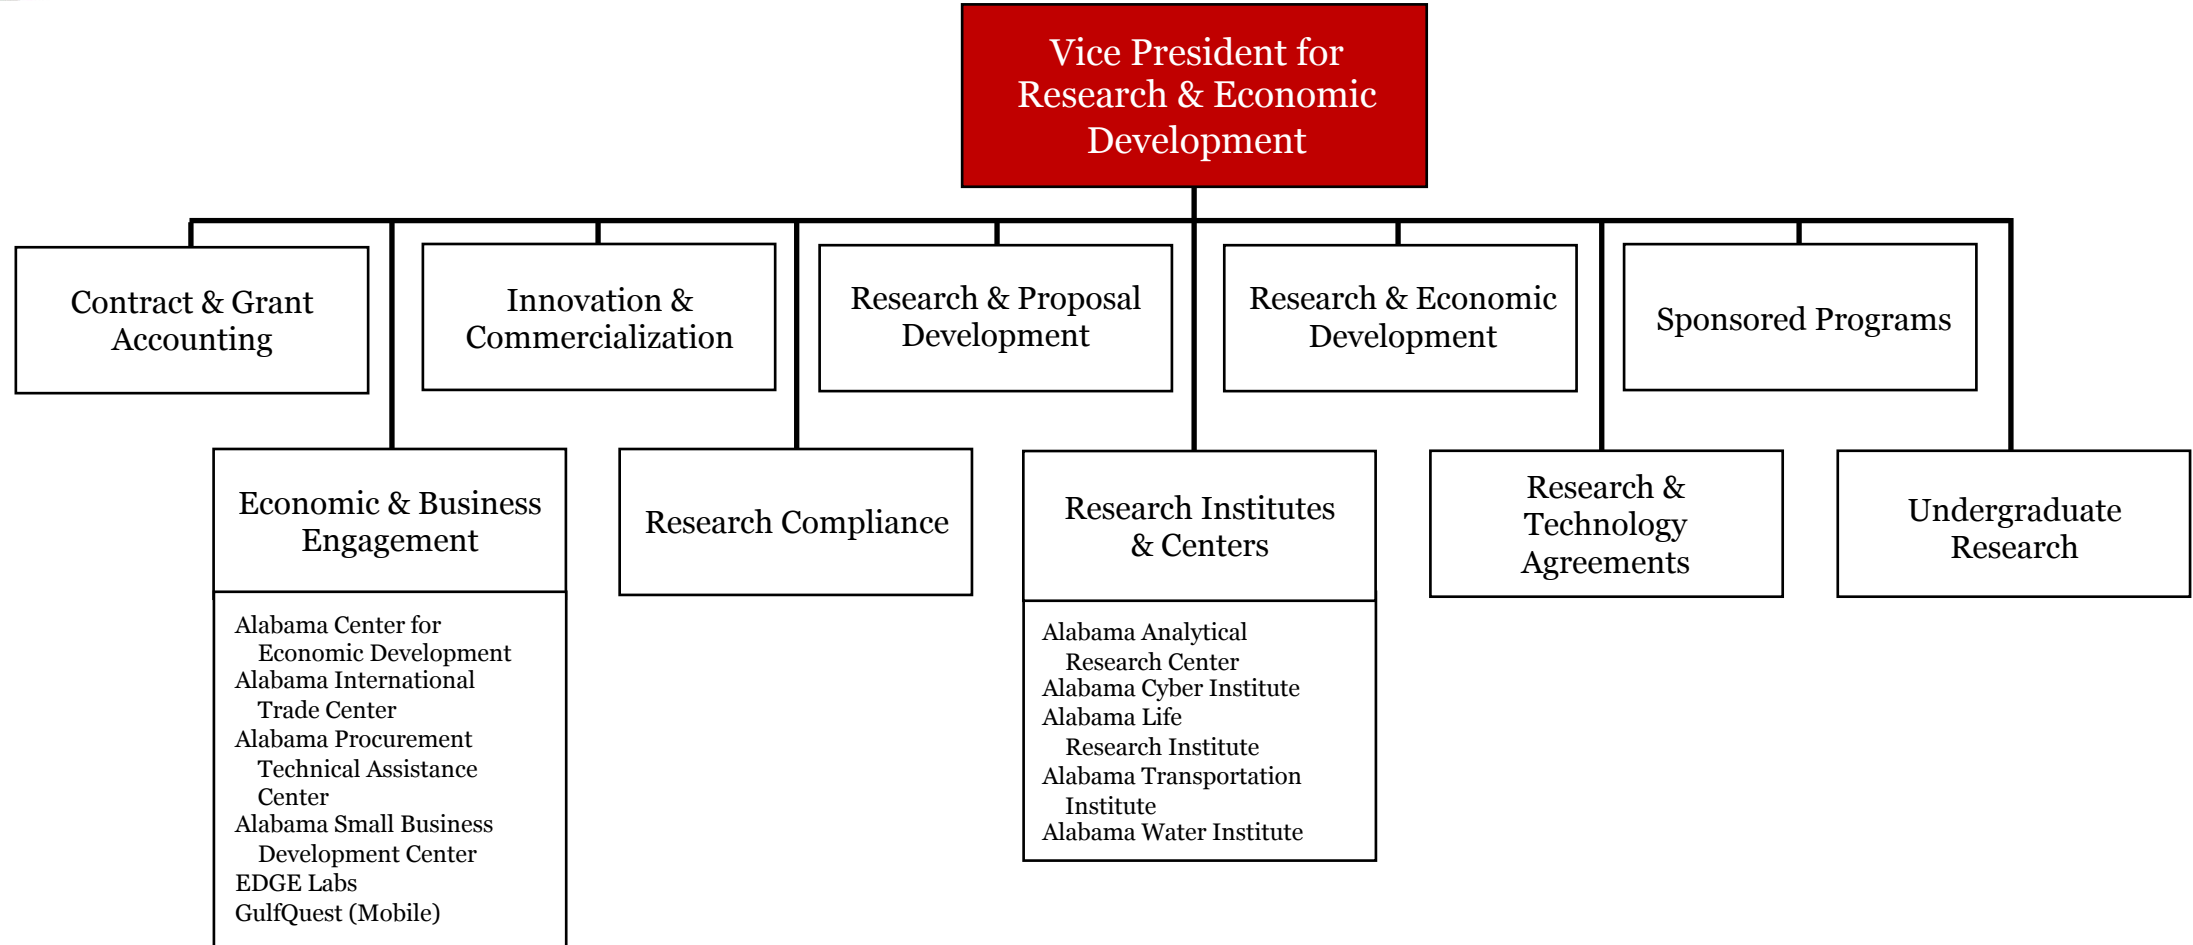 Vice President for
Research & Economic
Development
Contract & Grant
Accounting
Innovation &
Commercialization
Research & Proposal
Development
Research & Economic
Development
Sponsored Programs
Economic & Business
Engagement
Alabama Center for
Economic Development
Alabama International
Trade Center
Alabama Procurement
Technical Assistance
Center
Alabama Small Business
Development Center
EDGE Labs
GulfQuest (Mobile)
Research Compliance
Research Institutes
& Centers
Alabama Analytical
Research Center
Alabama Cyber Institute
Alabama Life
Research Institute
Alabama Transportation
Institute
Alabama Water Institute
Research &
Technology
Agreements
Undergraduate
Research